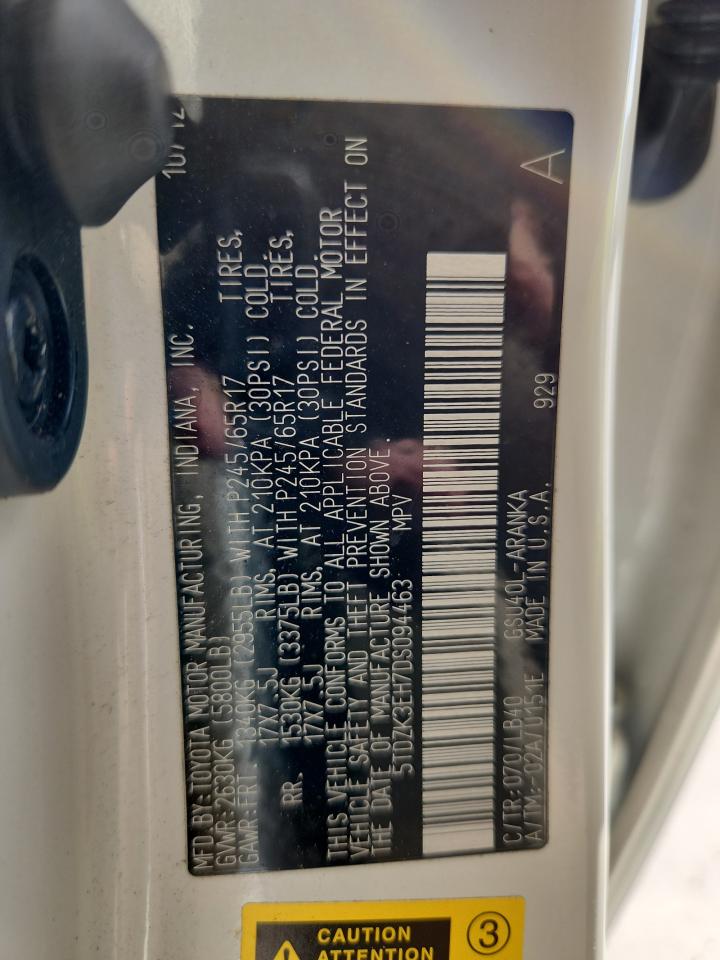 MFD.BY:TOYOTA MOTOR MANUFACTURING, INDIANA, INC. 10/12
GVWR:2630KG (5800LB)
GAWR:FRT 1340KG (2955LB) WITH P245/65R17 TIRES,
17X7.5J RIMS, AT 210KPA (30PSI) COLD.
RR. 1530KG (3375LB) WITH P245/65R17 TIRES,
17X7.5J RIMS, AT 210KPA (30PSI) COLD.
THIS VEHICLE CONFORMS TO ALL APPLICABLE FEDERAL MOTOR
VEHICLE SAFETY AND THEFT PREVENTION STANDARDS IN EFFECT ON
THE DATE OF MANUFACTURE SHOWN ABOVE.
5TDZK3EH7DS094463 MPV
C/TR:070/LB40 GSU40L-ARANKA 929 A
A/TM:-02A/U151E MADE IN U.S.A.
CAUTION
ATTENTION
3